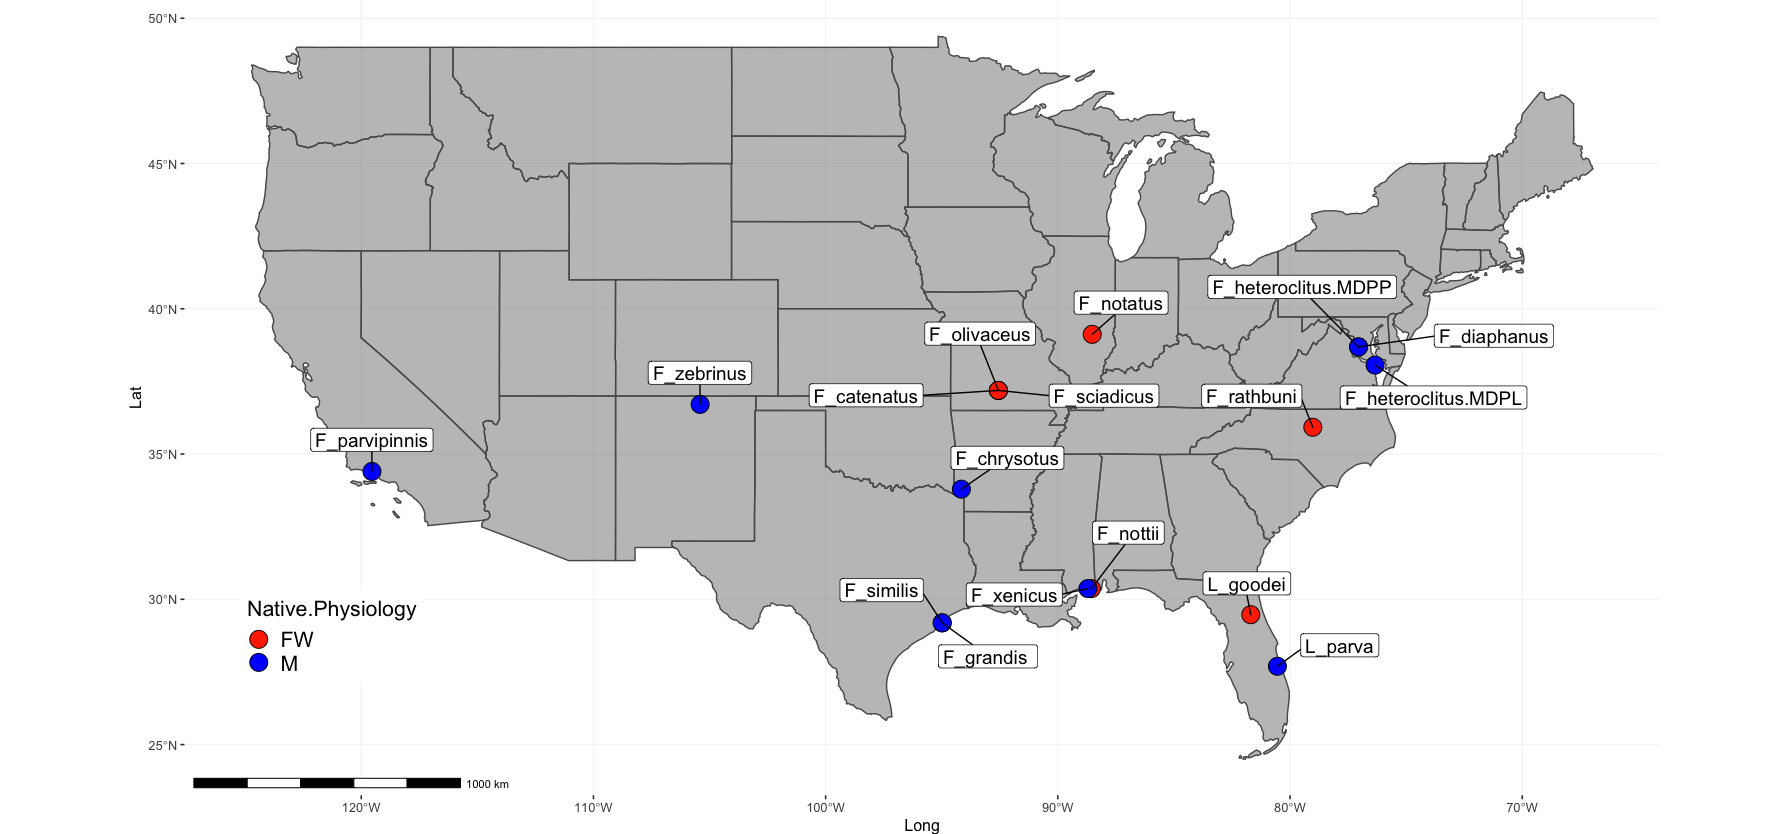 50°N
45°N
40°N
35°N
30°N
25°N
Lat
F_heteroclitus.MDPP
F_notatus
F_olivaceus
F_diaphanus
F_zebrinus
F_catenatus
F_sciadicus
F_rathbuni
F_heteroclitus.MDPL
F_parvipinnis
F_chrysotus
F_nottii
F_similis
F_xenicus
L_goodei
F_grandis
L_parva
Native.Physiology
FW
M
1000 km
120°W
110°W
100°W
90°W
80°W
70°W
Long